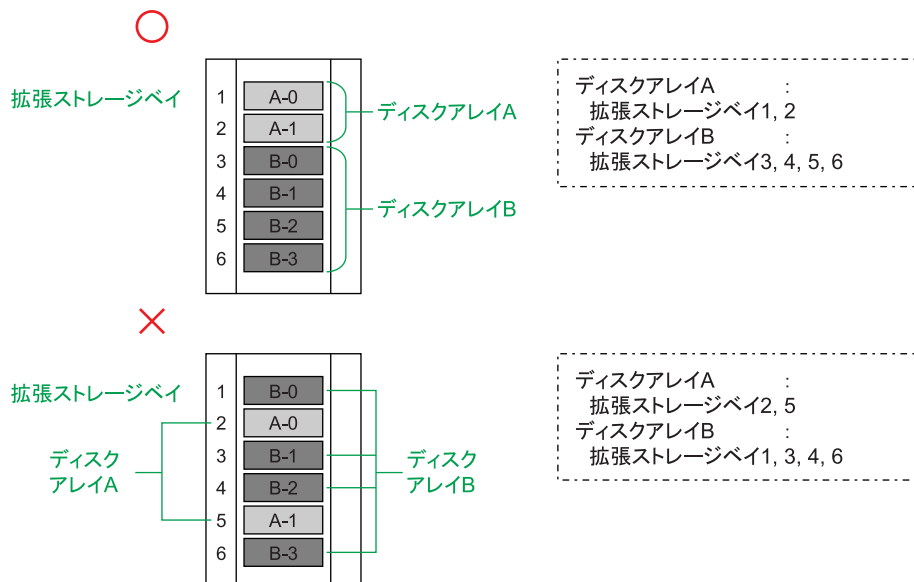 拡張ストレージベイ
1 A-0
2 A-1
3 B-0
4 B-1
5 B-2
6 B-3
ディスクアレイA
ディスクアレイB
ディスクアレイA :
拡張ストレージベイ1, 2
ディスクアレイB :
拡張ストレージベイ3, 4, 5, 6
拡張ストレージベイ
1 B-0
2 A-0
3 B-1
4 B-2
5 A-1
6 B-3
ディスク
アレイA
ディスク
アレイB
ディスクアレイA :
拡張ストレージベイ2, 5
ディスクアレイB :
拡張ストレージベイ1, 3, 4, 6